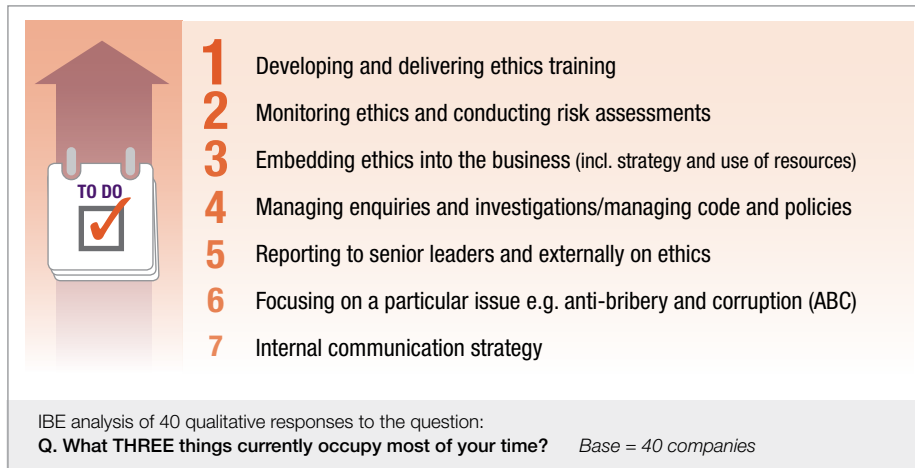 1 Developing and delivering ethics training
2 Monitoring ethics and conducting risk assessments
3 Embedding ethics into the business (incl. strategy and use of resources)
TO DO
4 Managing enquiries and investigations/managing code and policies
5 Reporting to senior leaders and externally on ethics
6 Focusing on a particular issue e.g. anti-bribery and corruption (ABC)
7 Internal communication strategy
IBE analysis of 40 qualitative responses to the question:
Q. What THREE things currently occupy most of your time? Base = 40 companies